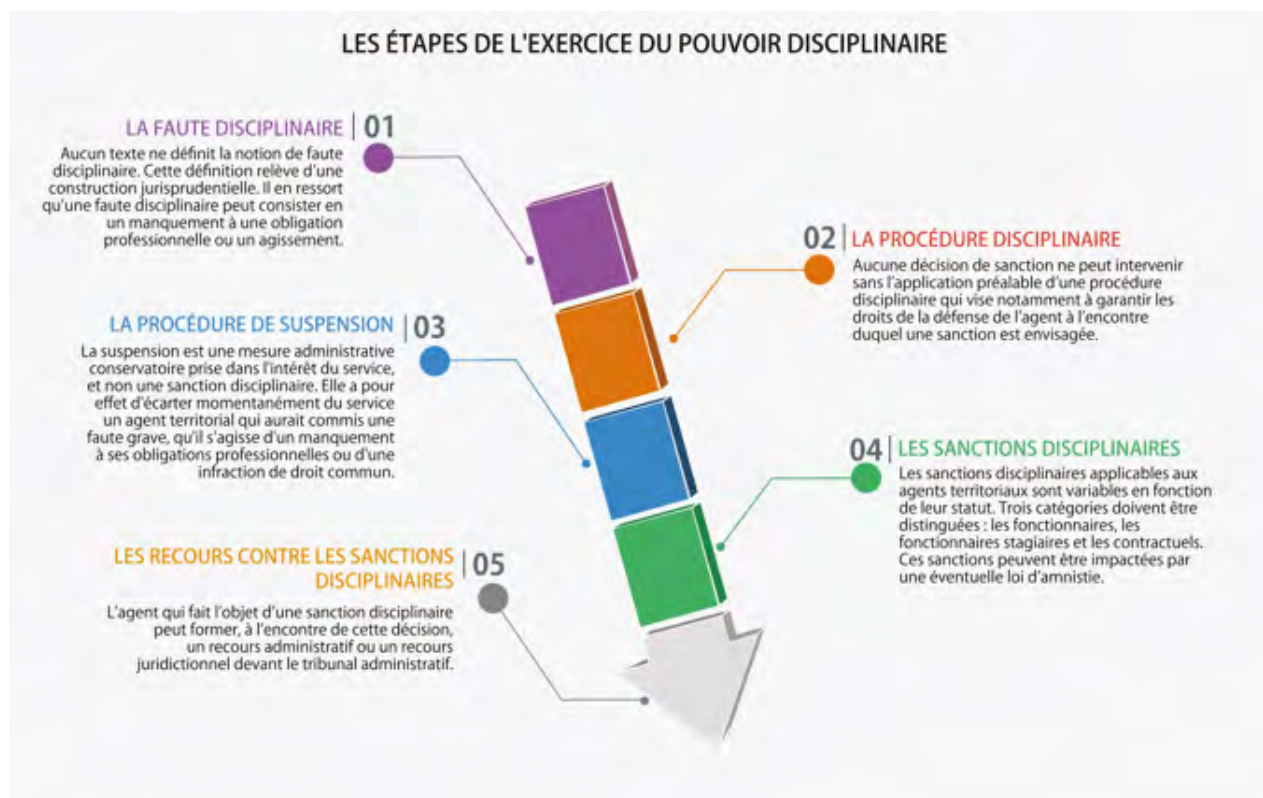 LES ÉTAPES DE L'EXERCICE DU POUVOIR DISCIPLINAIRE
LA FAUTE DISCIPLINAIRE | 01
Aucun texte ne définit la notion de faute
disciplinaire. Cette définition relève d'une
construction jurisprudentielle. Il en ressort
qu'une faute disciplinaire peut consister en
un manquement à une obligation
professionnelle ou un agissement.
02 | LA PROCÉDURE DISCIPLINAIRE
Aucune décision de sanction ne peut intervenir
sans l'application préalable d'une procédure
disciplinaire qui vise notamment à garantir les
droits de la défense de l'agent à l'encontre
duquel une sanction est envisagée.
LA PROCÉDURE DE SUSPENSION | 03
La suspension est une mesure administrative
conservatoire prise dans l'intérêt du service,
et non une sanction disciplinaire. Elle a pour
effet d'écarter momentanément du service
un agent territorial qui aurait commis une
faute grave, qu'il s'agisse d'un manquement
à ses obligations professionnelles ou d'une
infraction de droit commun.
04 | LES SANCTIONS DISCIPLINAIRES
Les sanctions disciplinaires applicables aux
agents territoriaux sont variables en fonction
de leur statut. Trois catégories doivent être
distinguées : les fonctionnaires, les
fonctionnaires stagiaires et les contractuels.
Ces sanctions peuvent être impactées par
une éventuelle loi d'amnistie.
LES RECOURS CONTRE LES SANCTIONS | 05
DISCIPLINAIRES
L'agent qui fait l'objet d'une sanction disciplinaire
peut former, à l'encontre de cette décision,
un recours administratif ou un recours
juridictionnel devant le tribunal administratif.